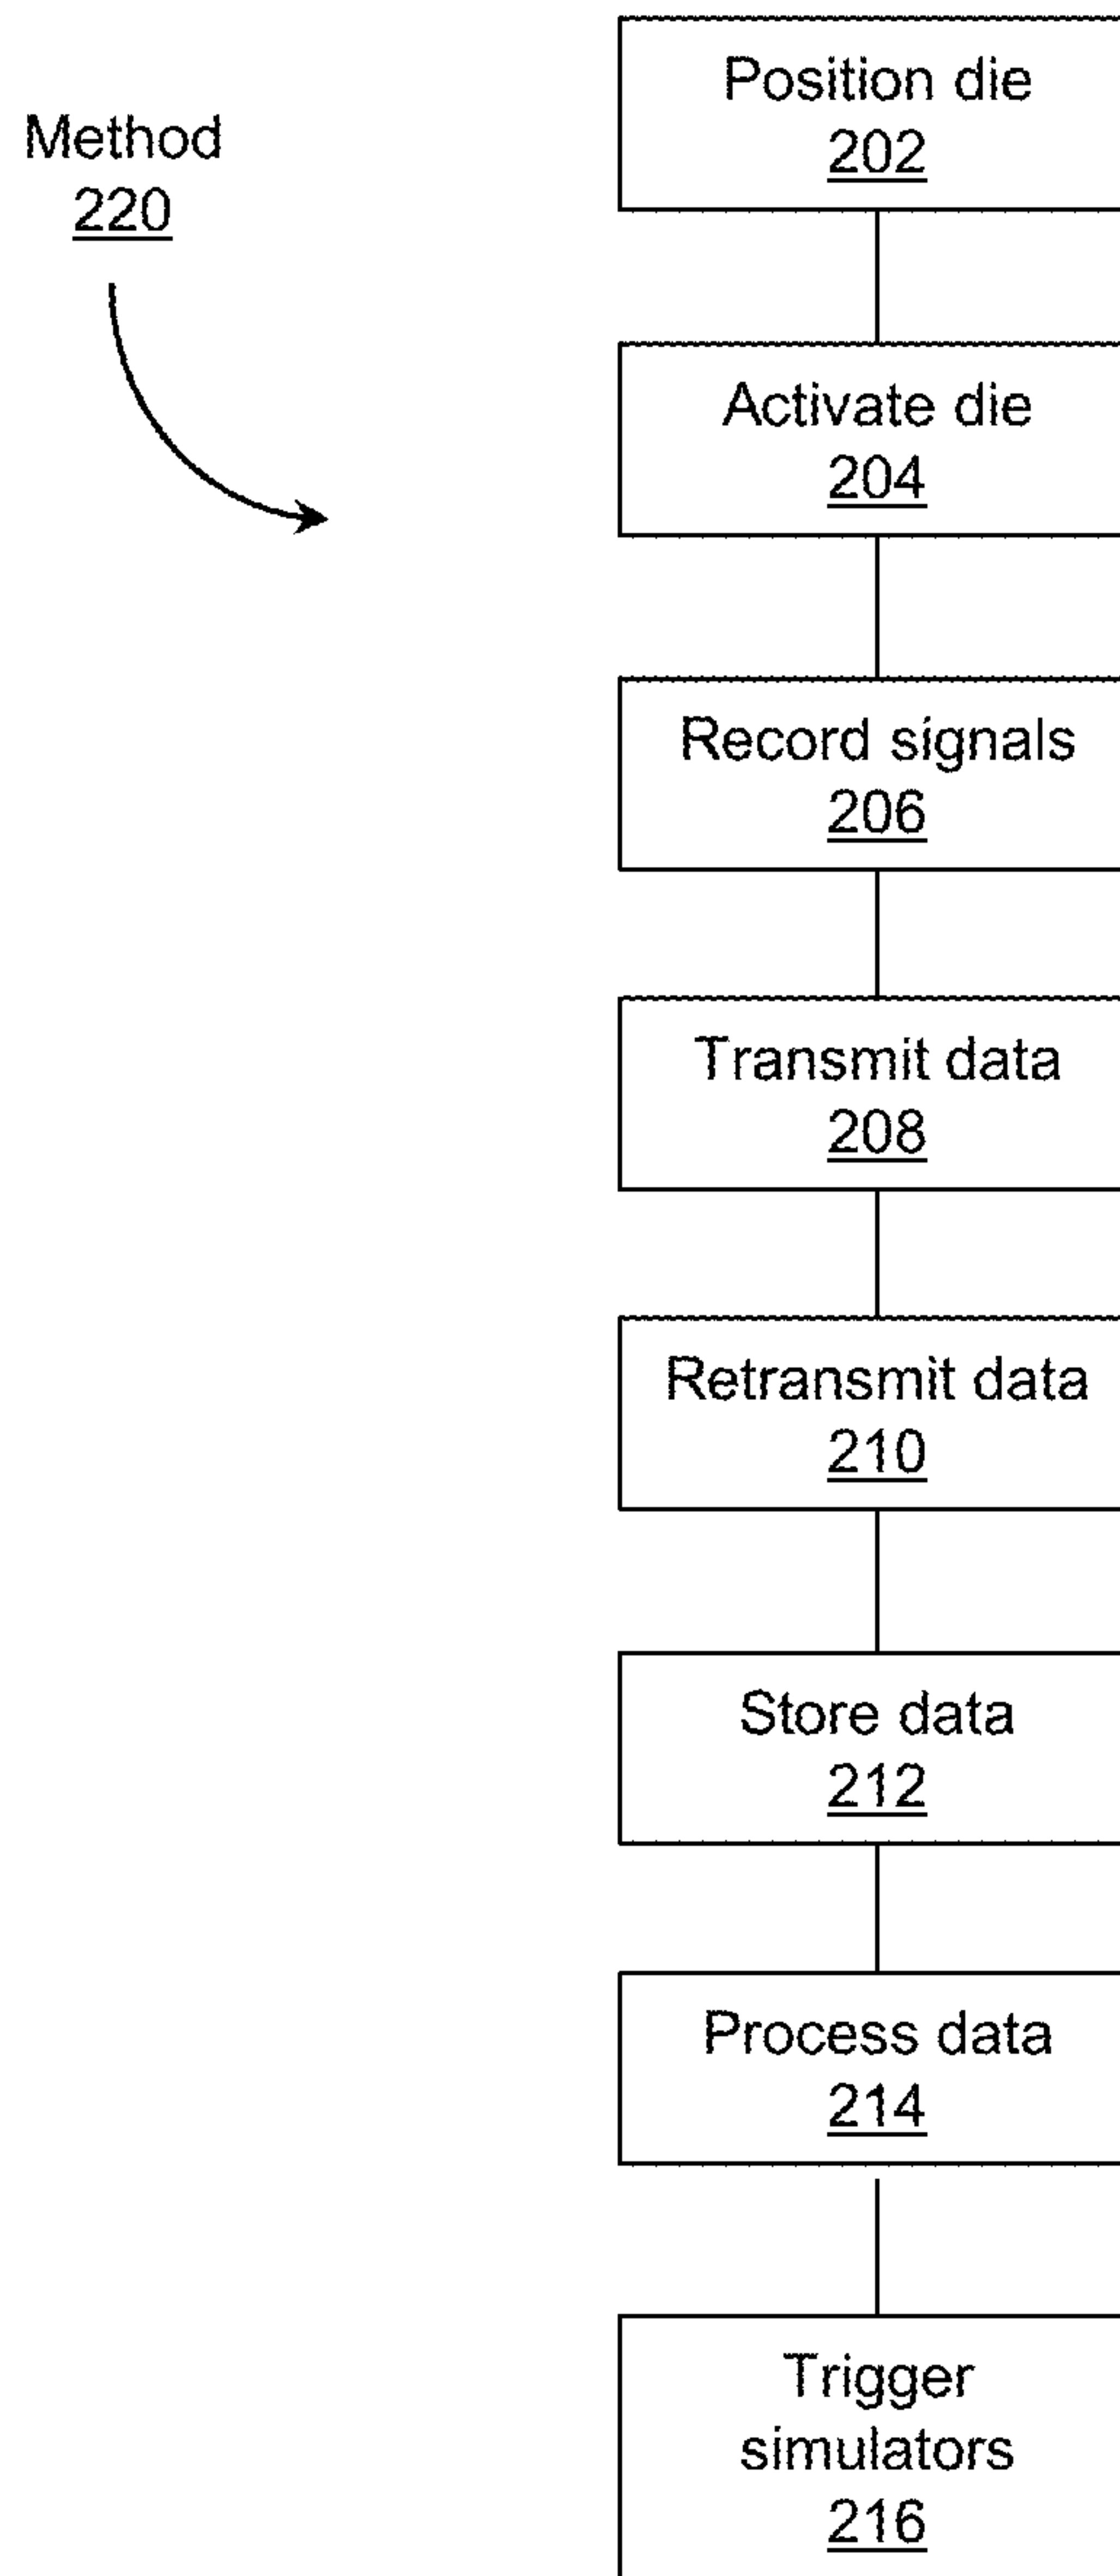 Method
220
Position die
202
Activate die
204
Record signals
206
Transmit data
208
Retransmit data
210
Store data
212
Process data
214
Trigger
simulators
216